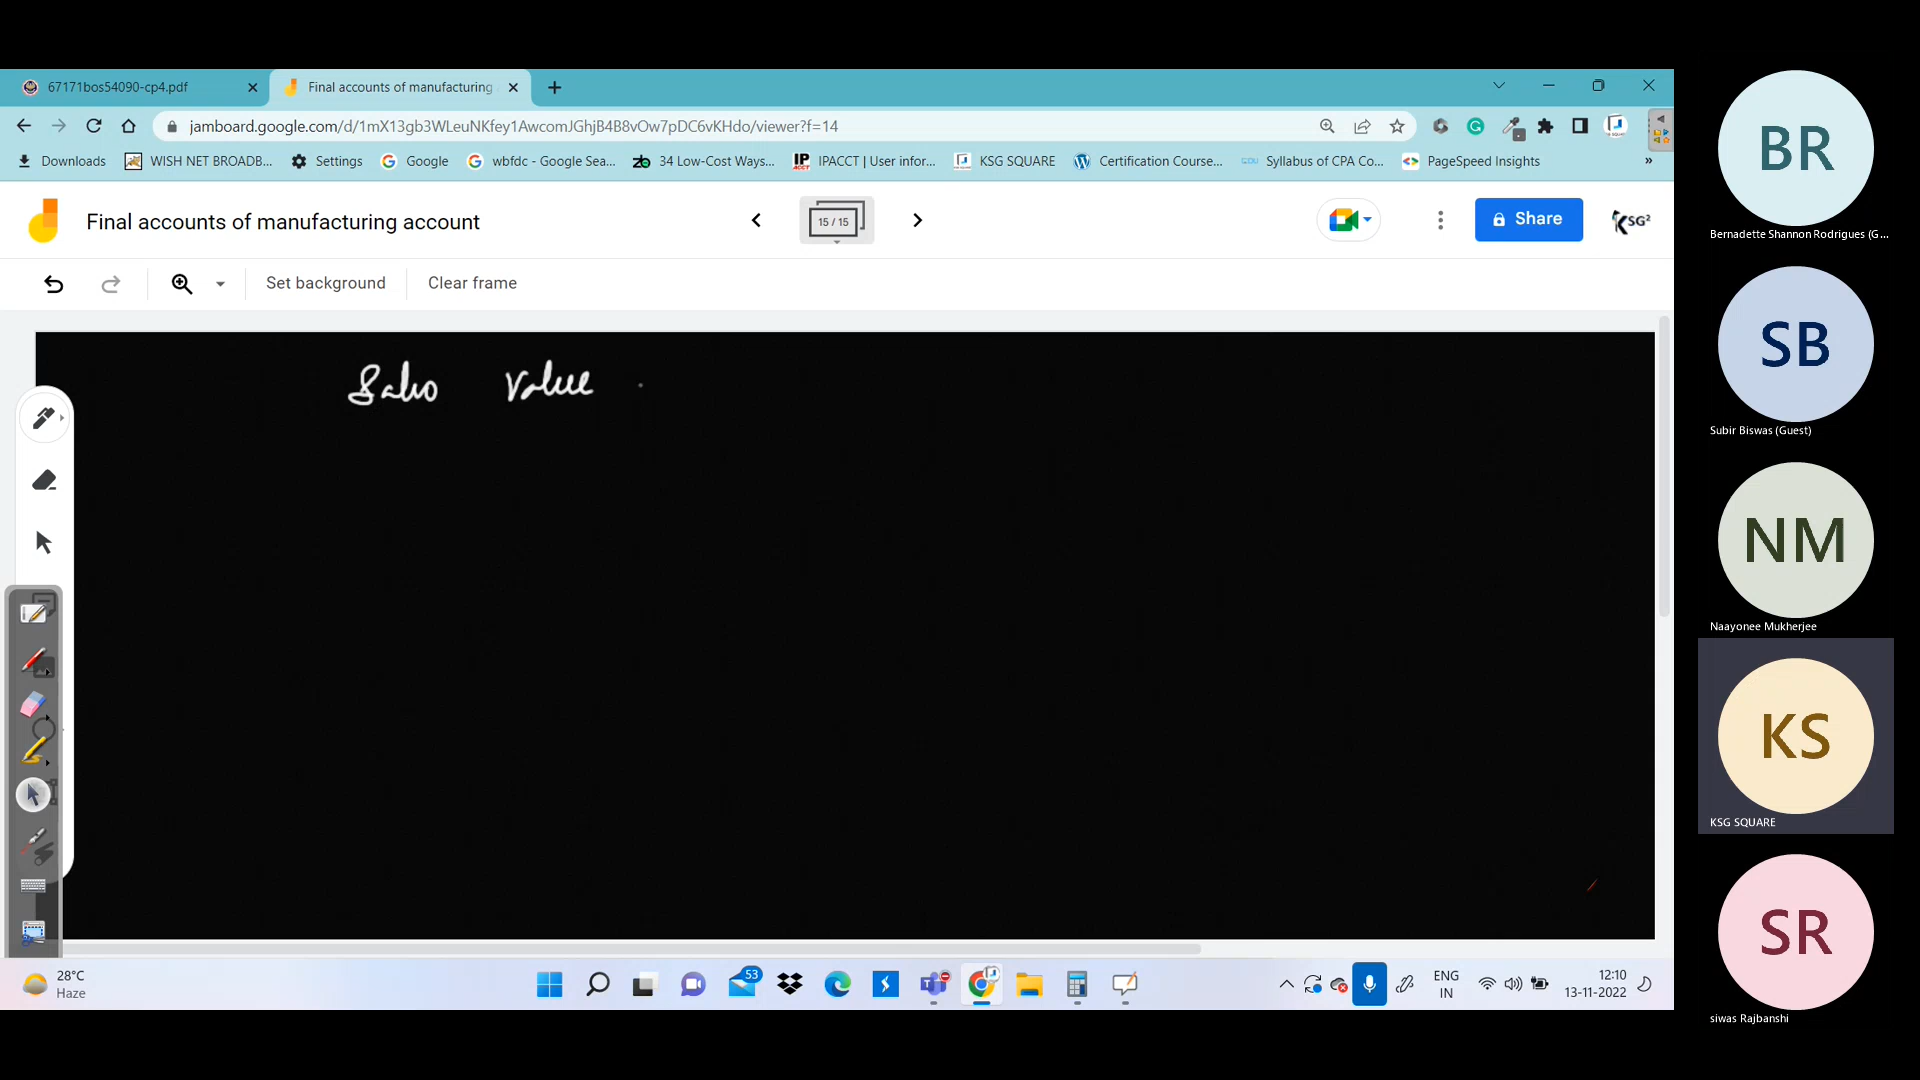 67171bos54090-cp4.pdf
Final accounts of manufacturing
jamboard.google.com/d/1mX13gb3WLeuNKfey1AwcomJGhjB4B8vOw7pDC6vKHdo/viewer?f=14
Downloads WISH NET BROADB... Settings Google wbfdc - Google Sea... 34 Low-Cost Ways... IPACCT | User infor... KSG SQUARE Certification Course... Syllabus of CPA Co... PageSpeed Insights »
Final accounts of manufacturing account
15 / 15
Share
KSG²
Set background
Clear frame
Value
BR
Bernadette Shannon Rodrigues (G...
SB
Subir Biswas (Guest)
NM
Naayonee Mukherjee
KS
KSG SQUARE
SR
siwas Rajbanshi
28°C
Haze
53
ENG
IN
12:10
13-11-2022